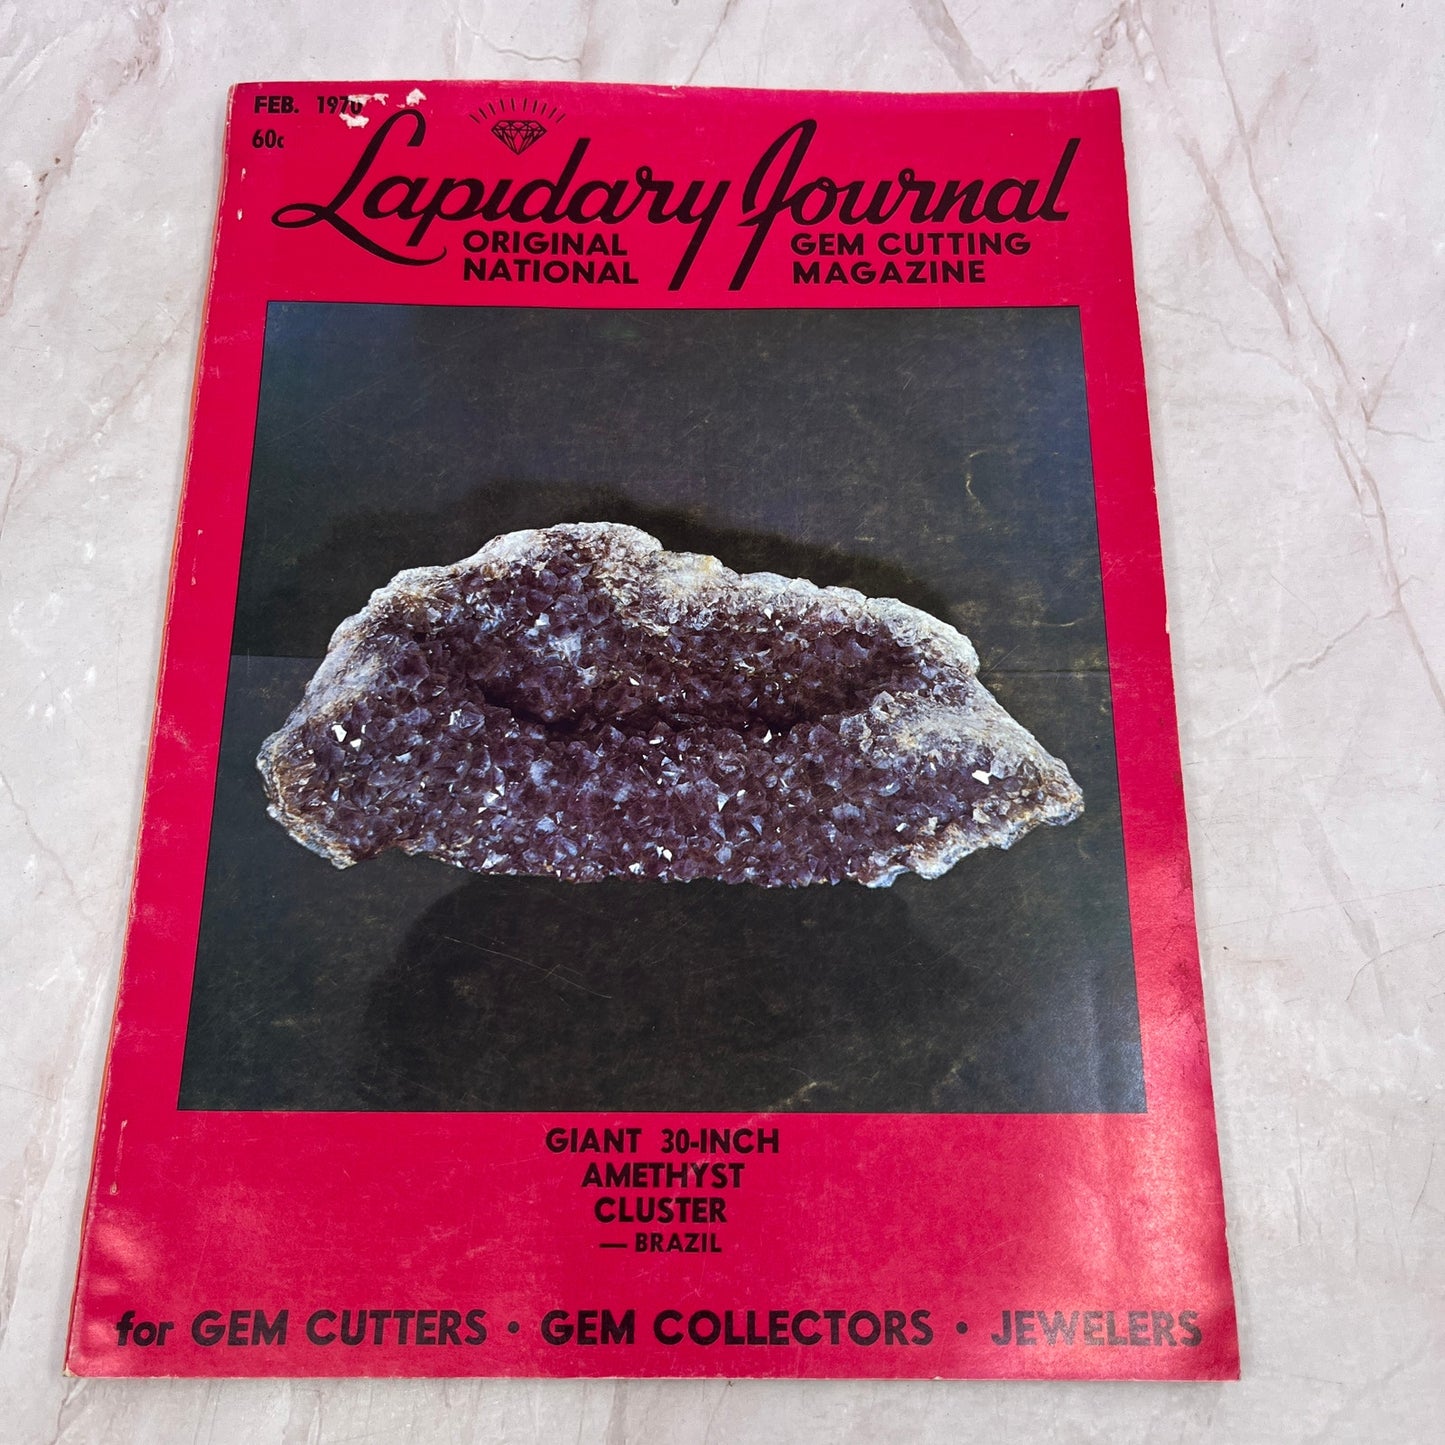 FEB. 1970
60c
Lapidary Journal
ORIGINAL NATIONAL
GEM CUTTING MAGAZINE
GIANT 30-INCH
AMETHYST
CLUSTER
— BRAZIL
for GEM CUTTERS • GEM COLLECTORS • JEWELERS